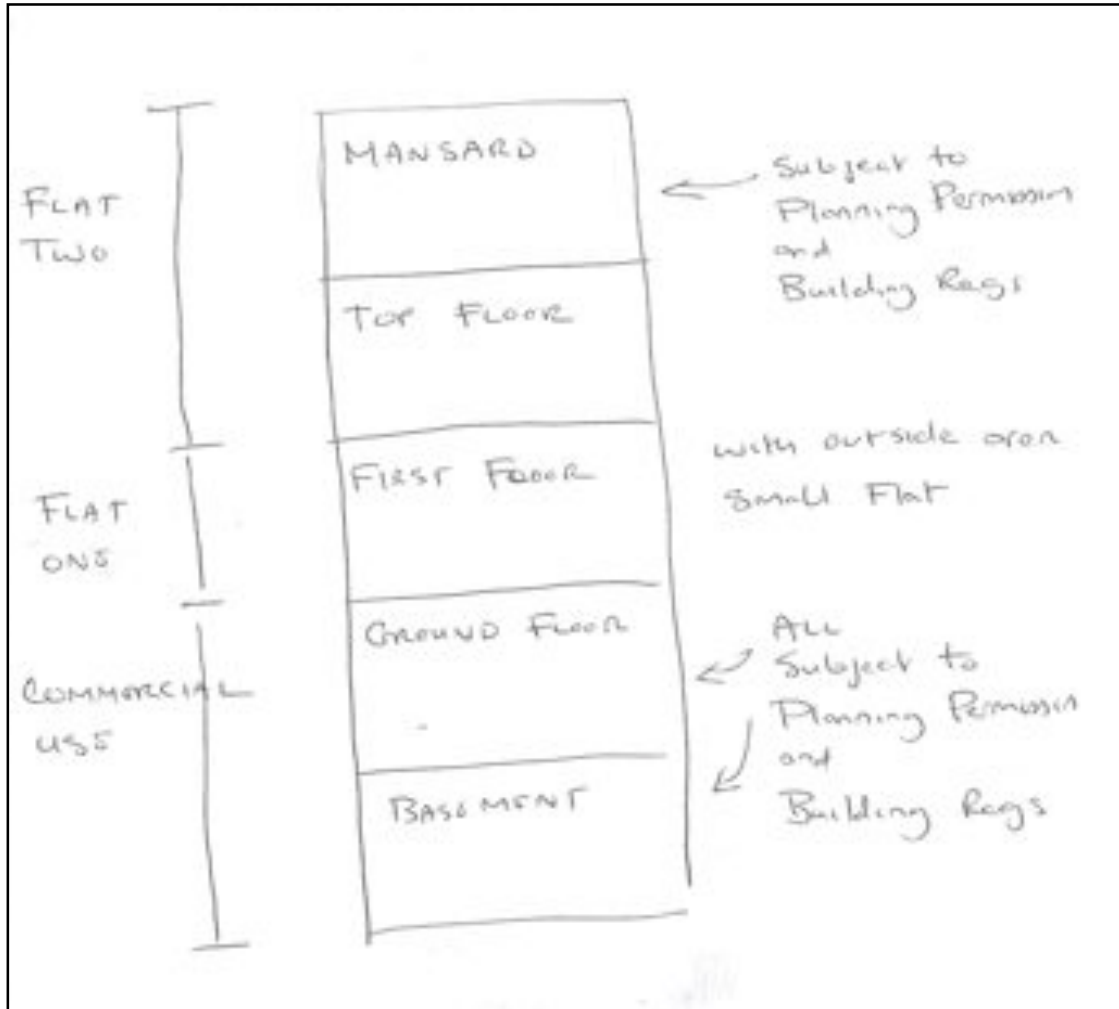 FLAT
TWO
MANSARD
Subject to
Planning Permission
and
Building Regs
TOP FLOOR
FLAT
ONE
FIRST FLOOR
with outside area
Small Flat
COMMERCIAL
USE
GROUND FLOOR
ALL
Subject to
Planning Permission
and
Building Regs
BASEMENT